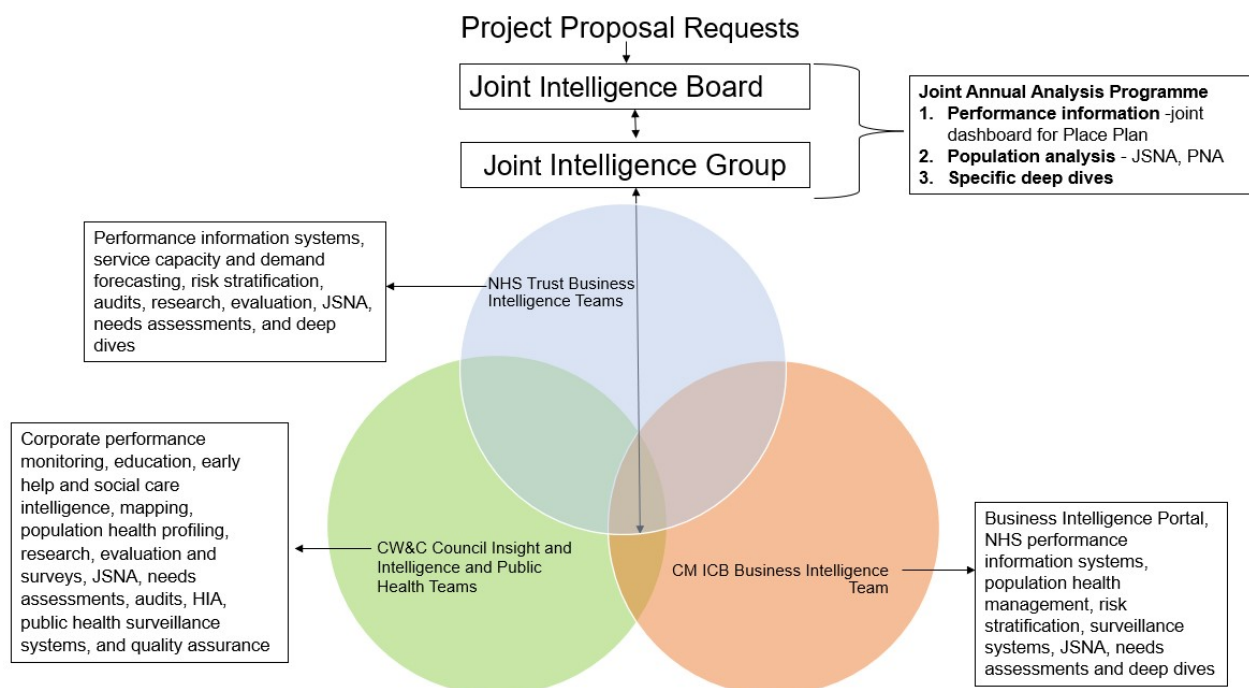 Project Proposal Requests
Joint Intelligence Board
Joint Intelligence Group
Joint Annual Analysis Programme
1. Performance information -joint
dashboard for Place Plan
2. Population analysis - JSNA, PNA
3. Specific deep dives
Performance information systems,
service capacity and demand
forecasting, risk stratification,
audits, research, evaluation, JSNA,
needs assessments, and deep
dives
NHS Trust Business
Intelligence Teams
Corporate performance
monitoring, education, early
help and social care
intelligence, mapping,
population health profiling,
research, evaluation and
surveys, JSNA, needs
assessments, audits, HIA,
public health surveillance
systems, and quality assurance
CW&C Council Insight and
Intelligence and Public
Health Teams
CM ICB Business Intelligence
Team
Business Intelligence Portal,
NHS performance
information systems,
population health
management, risk
stratification, surveillance
systems, JSNA, needs
assessments and deep dives